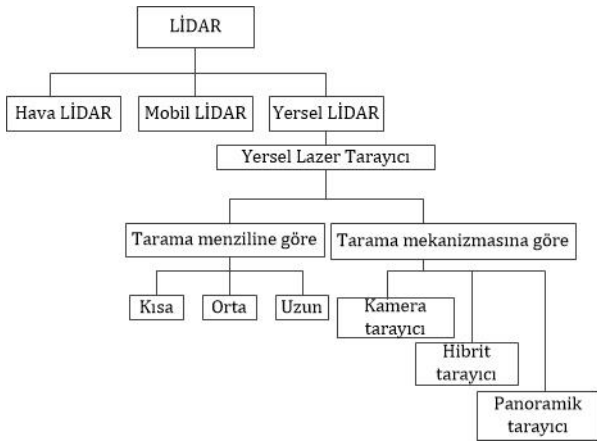 LİDAR
Hava LİDAR
Mobil LİDAR
Yersel LİDAR
Yersel Lazer Tarayıcı
Tarama menziline göre
Tarama mekanizmasına göre
Kısa
Orta
Uzun
Kamera
tarayıcı
Hibrit
tarayıcı
Panoramik
tarayıcı